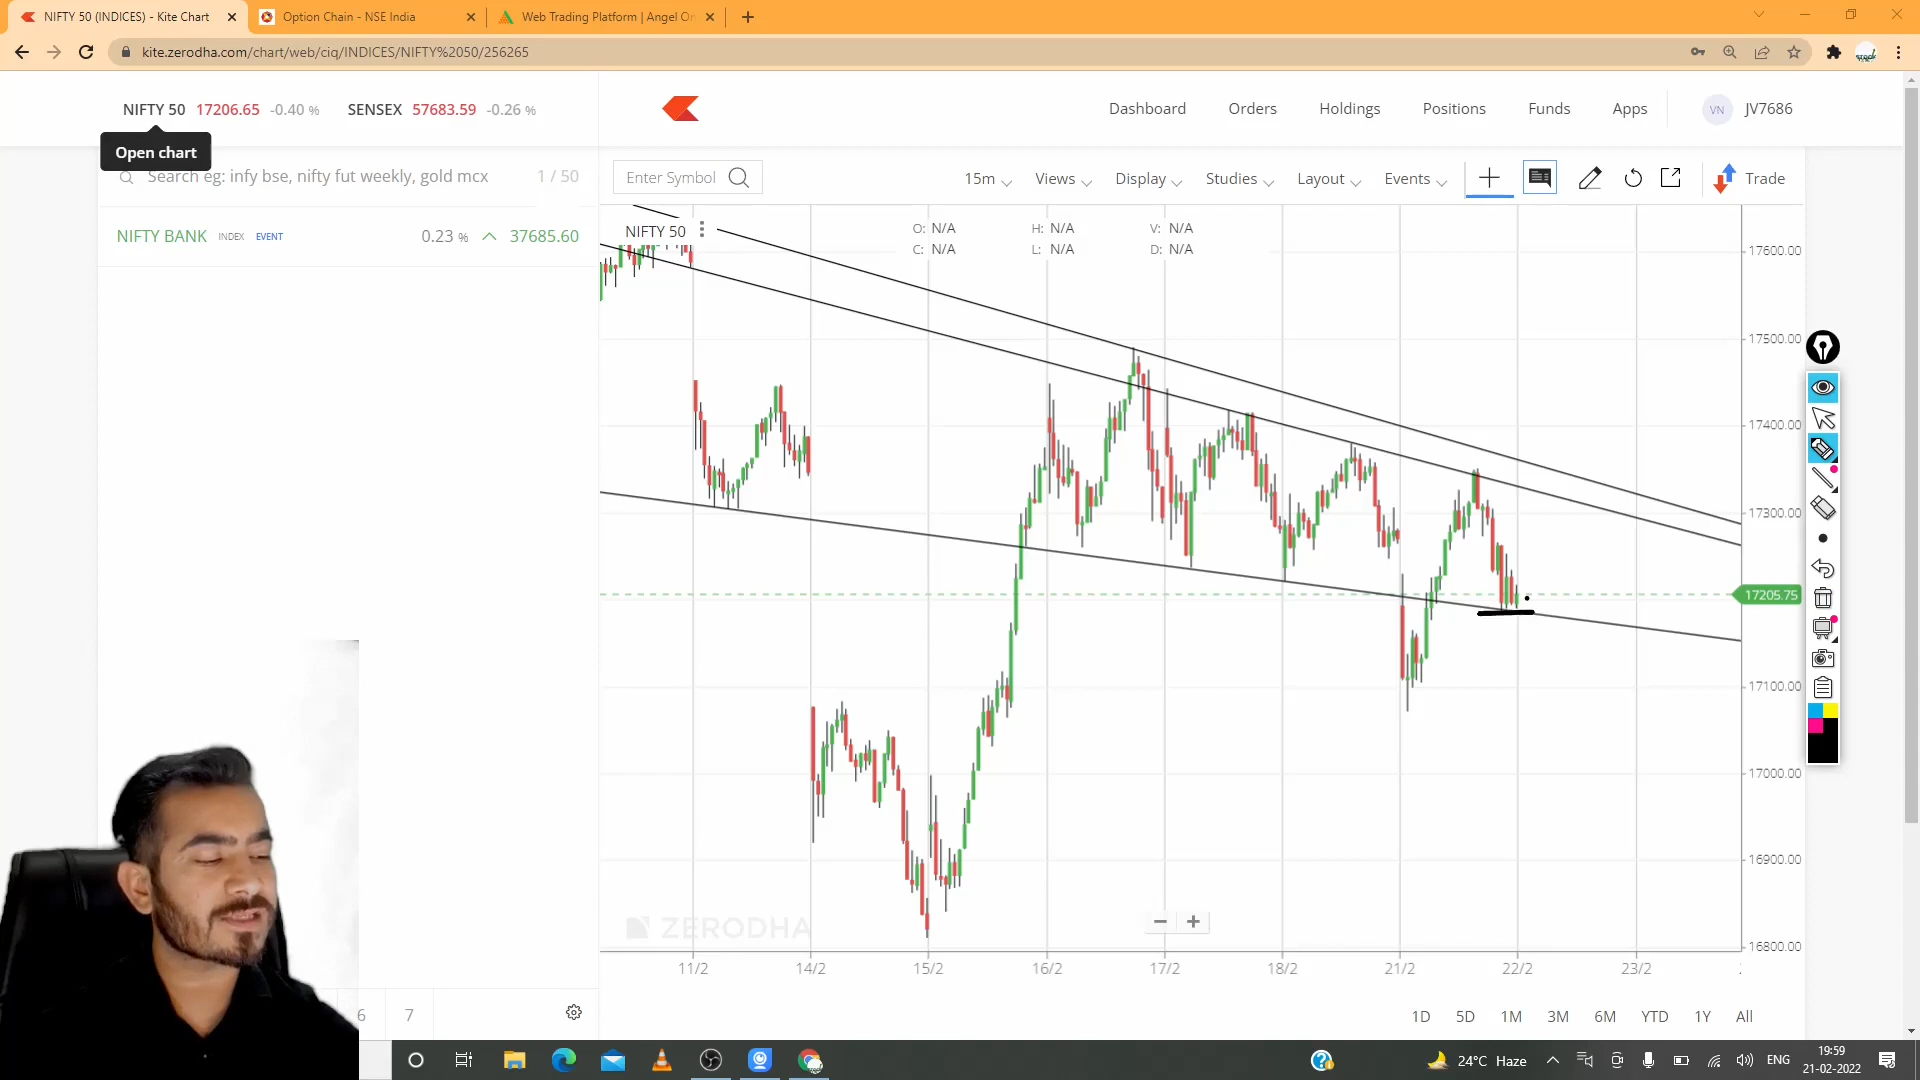 NIFTY 50 (INDICES) - Kite Chart
Option Chain - NSE India
Web Trading Platform | Angel On
kite.zerodha.com/chart/web/ciq/INDICES/NIFTY%2050/256265
NIFTY 50 17206.65 -0.40 % SENSEX 57683.59 -0.26 %
Dashboard Orders Holdings Positions Funds Apps VN JV7686
Open chart
Search eg: infy bse, nifty fut weekly, gold mcx 1 / 50
Enter Symbol 15m Views Display Studies Layout Events Trade
NIFTY BANK INDEX EVENT 0.23 % 37685.60
NIFTY 50
O: N/A H: N/A V: N/A
C: N/A L: N/A D: N/A
17600.00
17500.00
17400.00
17300.00
17205.75
17100.00
17000.00
16900.00
16800.00
ZERODHA
11/2 14/2 15/2 16/2 17/2 18/2 21/2 22/2 23/2
6 7
1D 5D 1M 3M 6M YTD 1Y All
24°C Haze
ENG
19:59
21-02-2022